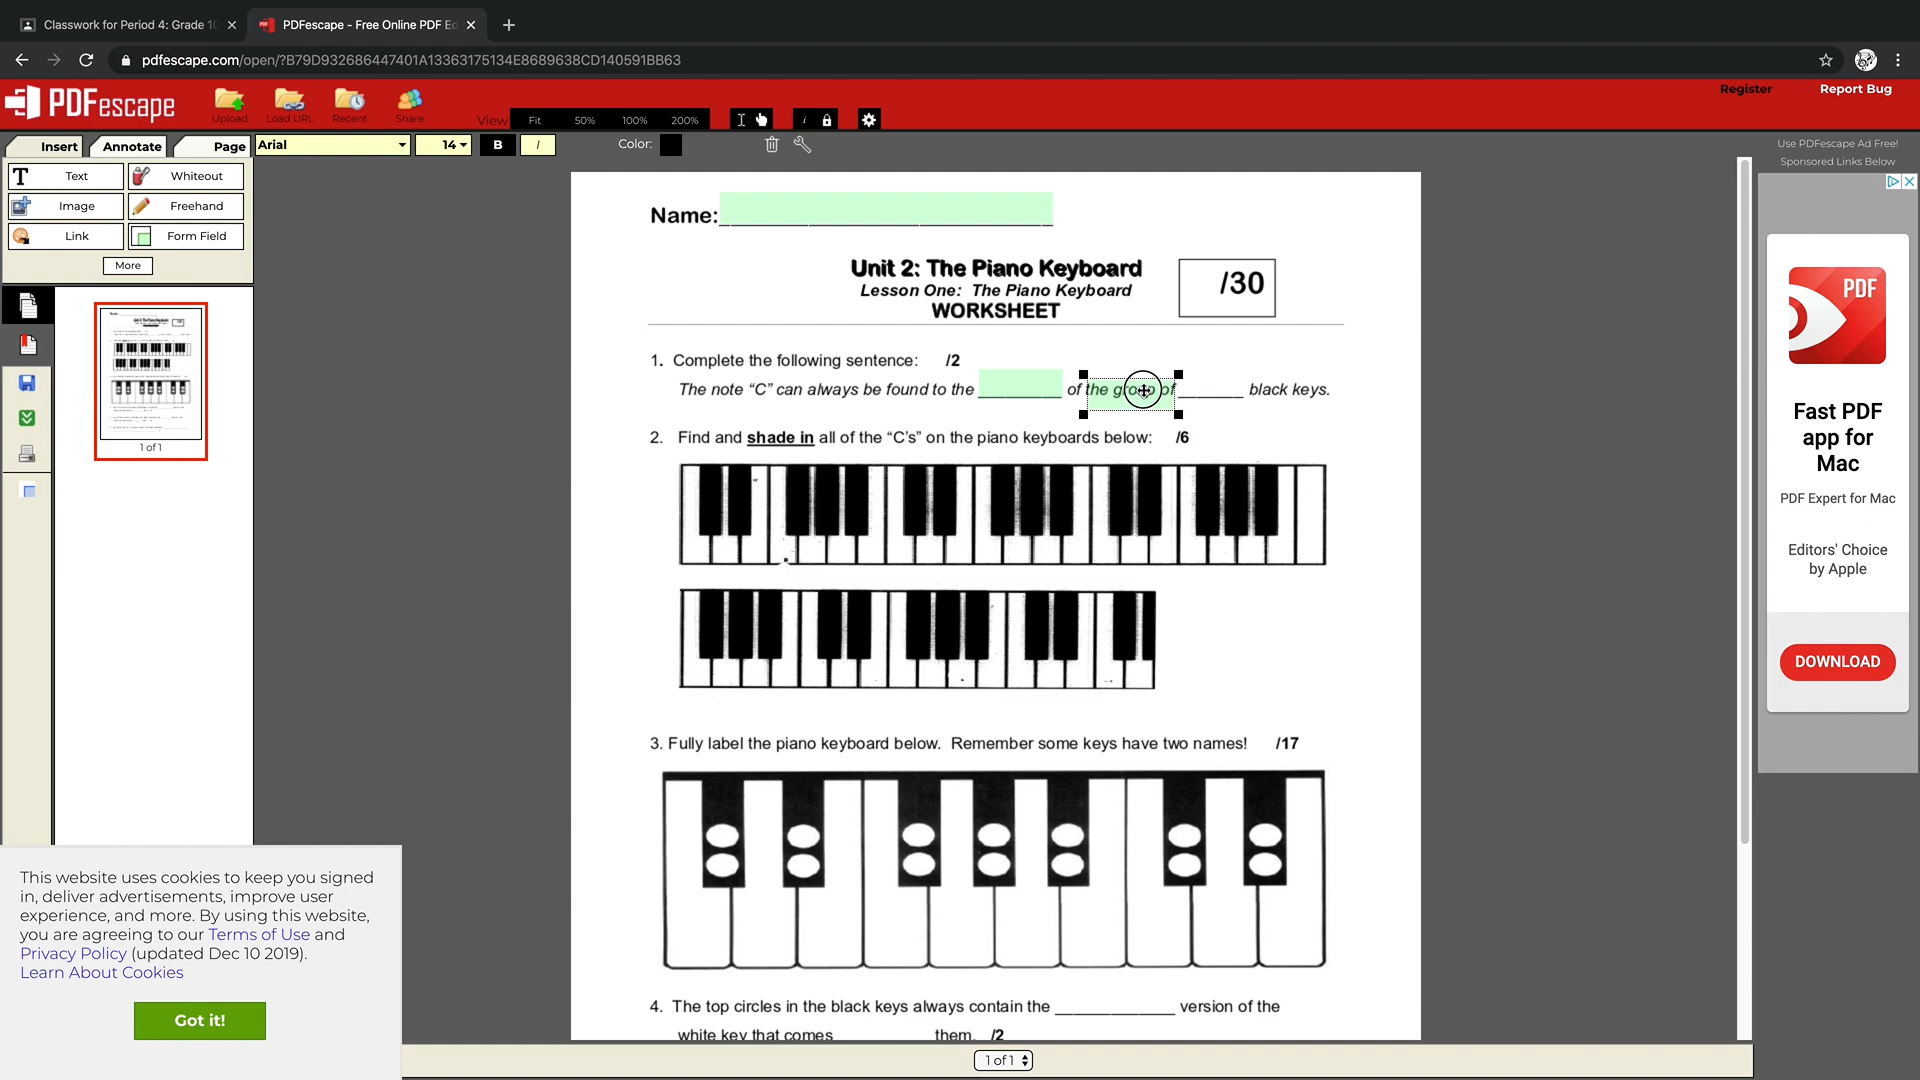 Classwork for Period 4: Grade 10
PDFescape - Free Online PDF Ed
pdfescape.com/open/?B79D932686447401A13363175134E8689638CD140591BB63
PDFescape
Upload
Load URL
Recent
Share
View
Fit
50%
100%
200%
Register
Report Bug
Insert
Annotate
Page
Arial
14
B
I
Color:
Text
Whiteout
Image
Freehand
Link
Form Field
More
1 of 1
Name:
Unit 2: The Piano Keyboard
Lesson One: The Piano Keyboard
WORKSHEET
/30
1. Complete the following sentence: /2
The note “C” can always be found to the _________ of the group of _______ black keys.
2. Find and shade in all of the “C’s” on the piano keyboards below: /6
3. Fully label the piano keyboard below. Remember some keys have two names! /17
4. The top circles in the black keys always contain the _____________ version of the
white key that comes them. /2
1 of 1
Use PDFescape Ad Free!
Sponsored Links Below
PDF
Fast PDF
app for
Mac
PDF Expert for Mac
Editors' Choice
by Apple
DOWNLOAD
This website uses cookies to keep you signed
in, deliver advertisements, improve user
experience, and more. By using this website,
you are agreeing to our Terms of Use and
Privacy Policy (updated Dec 10 2019).
Learn About Cookies
Got it!